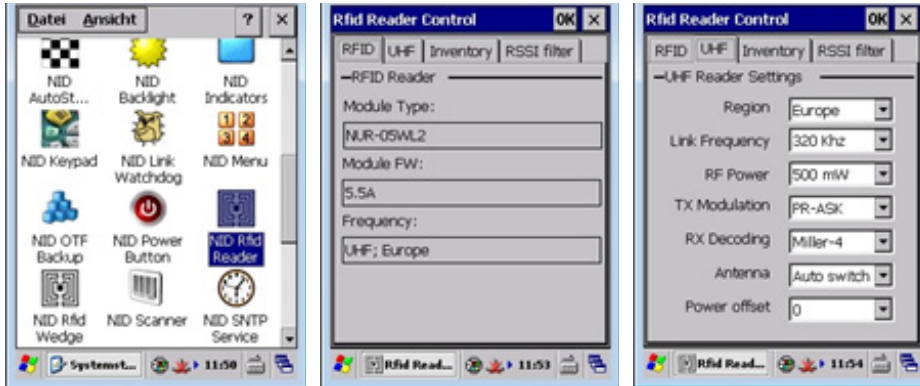 Datei Ansicht ? ×
NID AutoSt...
NID Backlight
NID Indicators
1 2
3 4
NID Keypad
NID Link Watchdog
NID Menu
NID OTF Backup
NID Power Button
NID Rfid Reader
NID Rfid Wedge
NID Scanner
NID SNTP Service
Systemst... 11:50
Rfid Reader Control OK ×
RFID UHF Inventory RSSI filter
RFID Reader
Module Type:
NUR-05WL2
Module FW:
5.5A
Frequency:
UHF; Europe
Rfid Read... 11:53
Rfid Reader Control OK ×
RFID UHF Inventory RSSI filter
UHF Reader Settings
Region Europe
Link Frequency 320 Khz
RF Power 500 mW
TX Modulation PR-ASK
RX Decoding Miller-4
Antenna Auto switch
Power offset 0
Rfid Read... 11:54